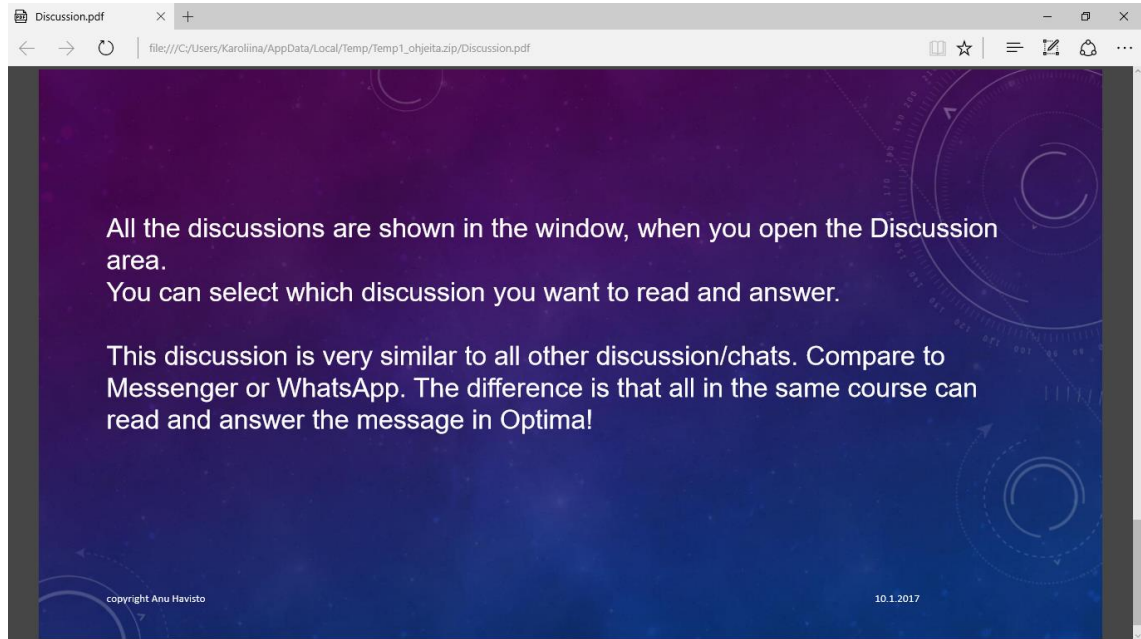 Discussion.pdf
file:///C:/Users/Karoliina/AppData/Local/Temp/Temp1_ohjeita.zip/Discussion.pdf
All the discussions are shown in the window, when you open the Discussion
area.
You can select which discussion you want to read and answer.
This discussion is very similar to all other discussion/chats. Compare to
Messenger or WhatsApp. The difference is that all in the same course can
read and answer the message in Optima!
copyright Anu Havisto
10.1.2017